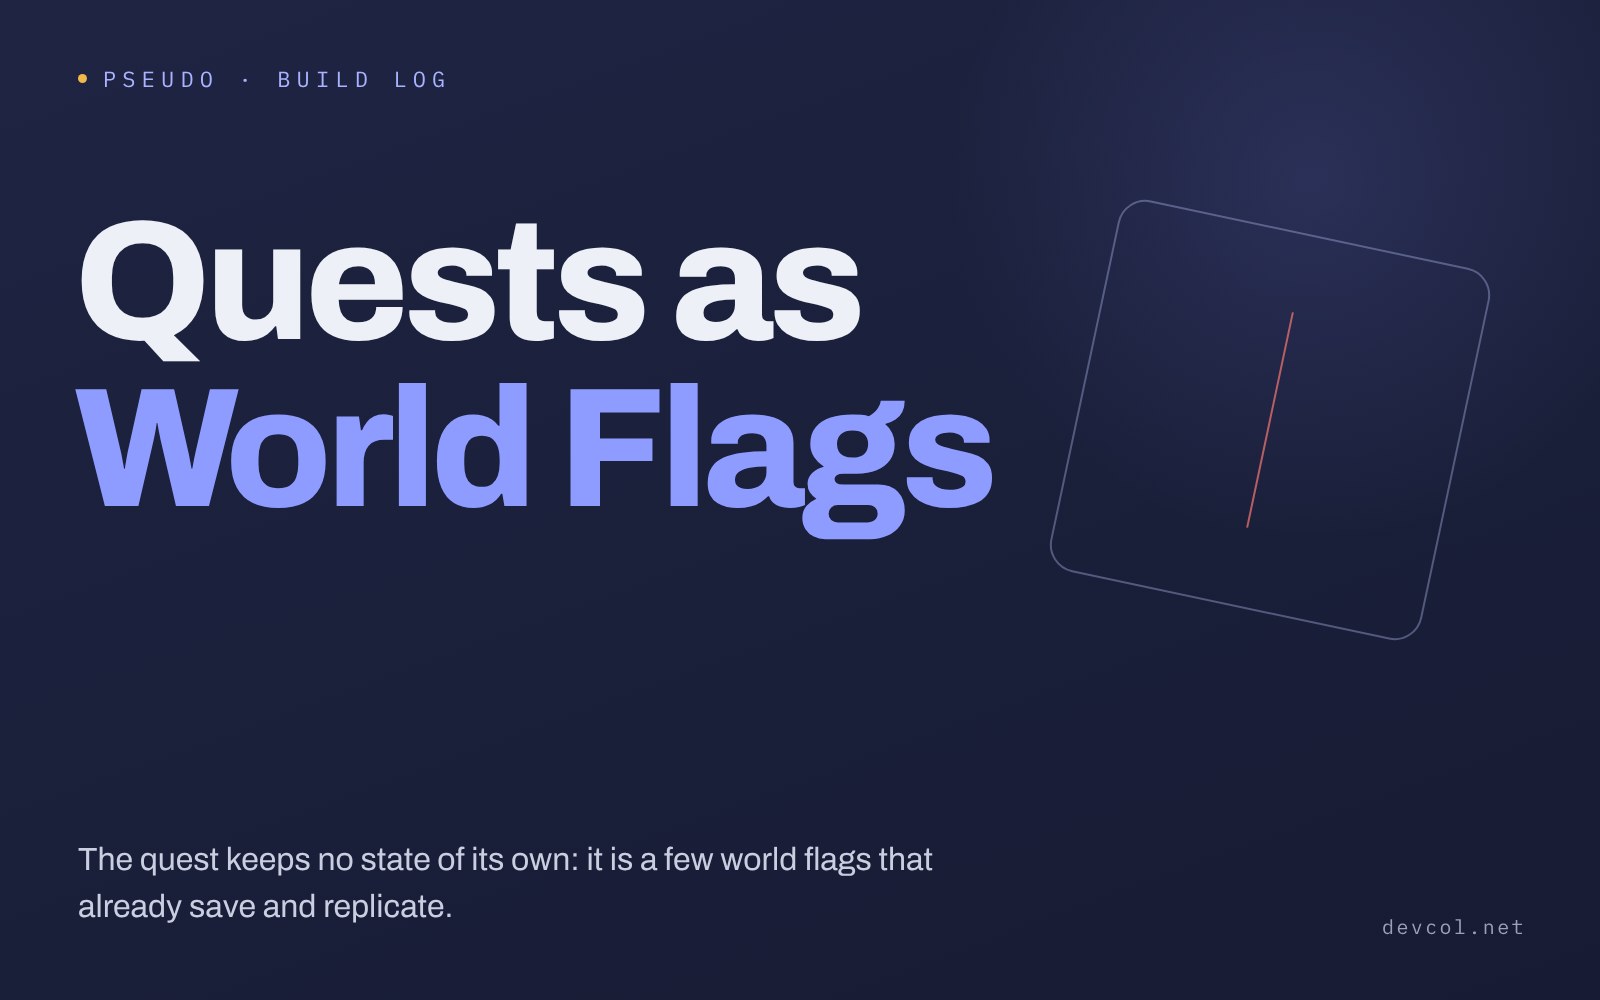 PSEUDO · BUILD LOG
Quests as
World Flags
The quest keeps no state of its own: it is a few world flags that
already save and replicate.
devcol.net